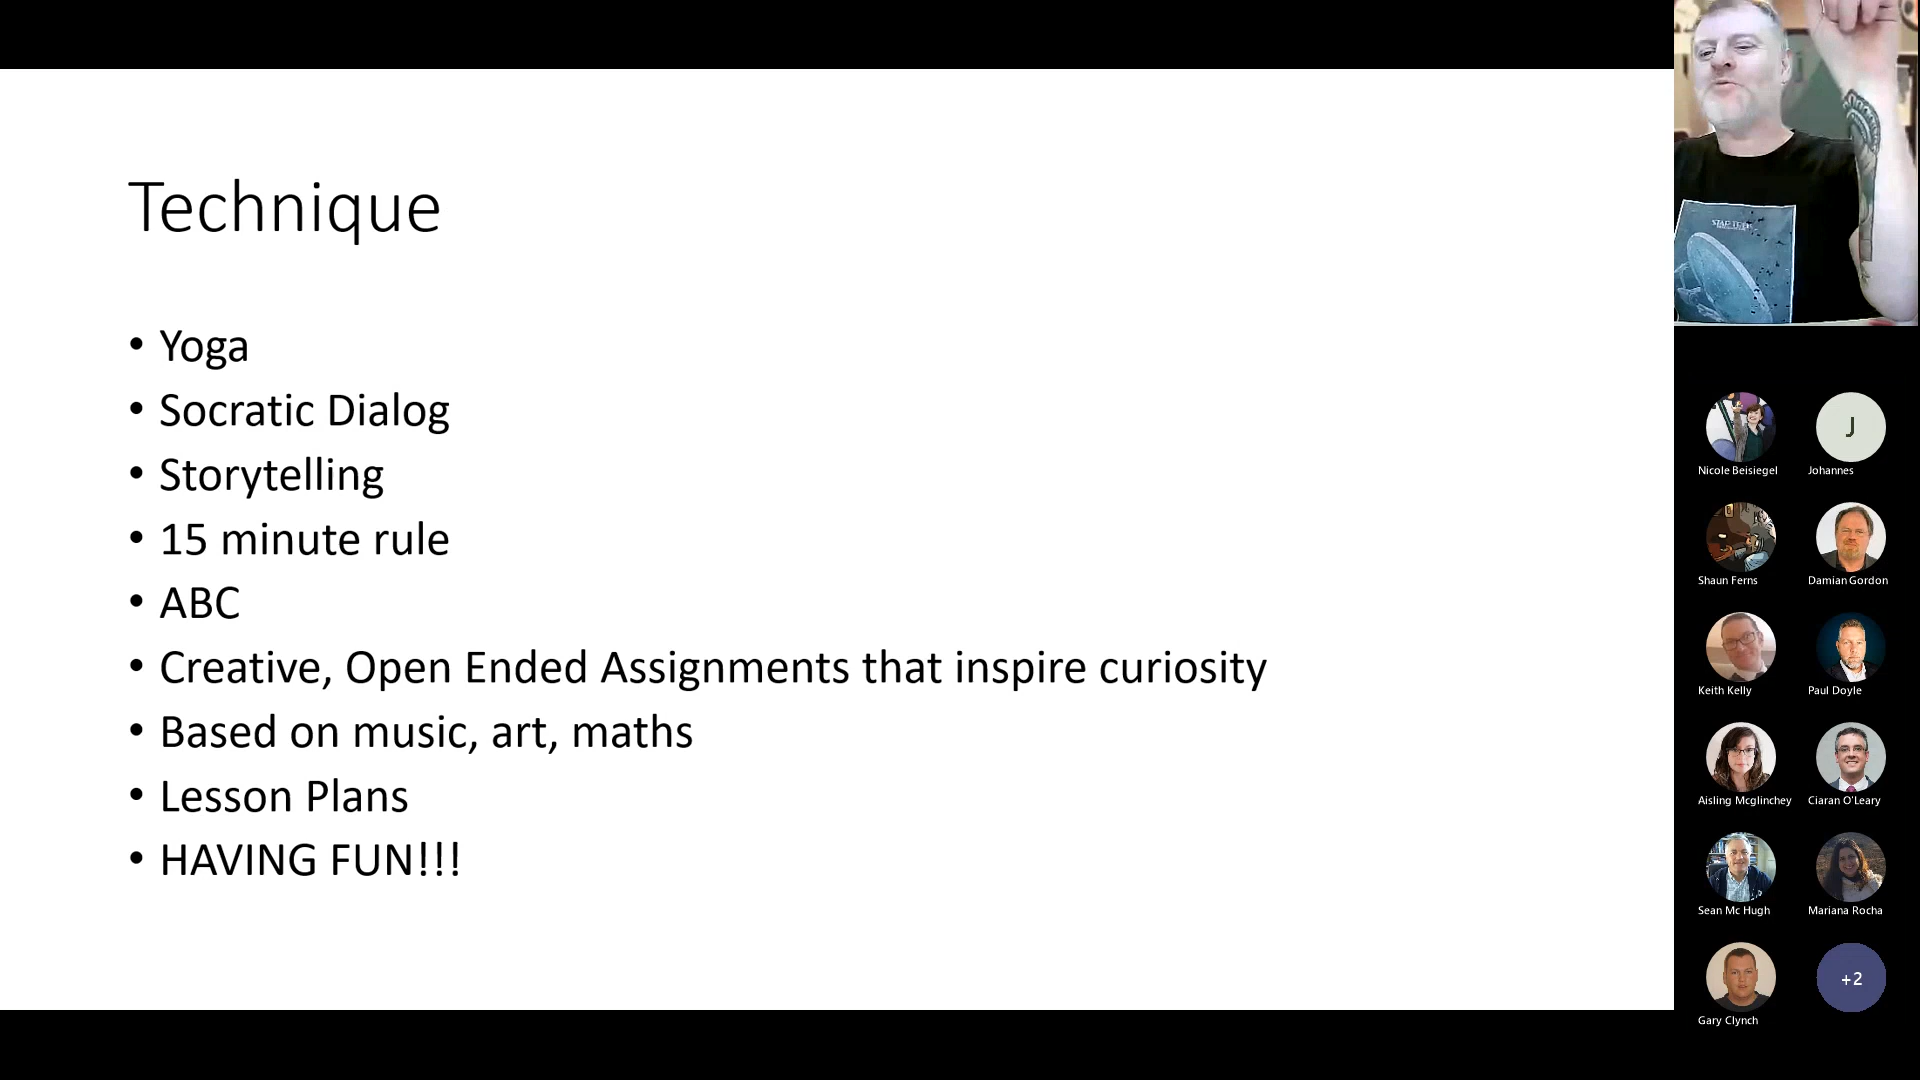 Technique
• Yoga
• Socratic Dialog
• Storytelling
• 15 minute rule
• ABC
• Creative, Open Ended Assignments that inspire curiosity
• Based on music, art, maths
• Lesson Plans
• HAVING FUN!!!
STAR TREK
J
Nicole Beisiegel
Johannes
Shaun Ferns
Damian Gordon
Keith Kelly
Paul Doyle
Aisling Mcglinchey
Ciaran O'Leary
Sean Mc Hugh
Mariana Rocha
+2
Gary Clynch